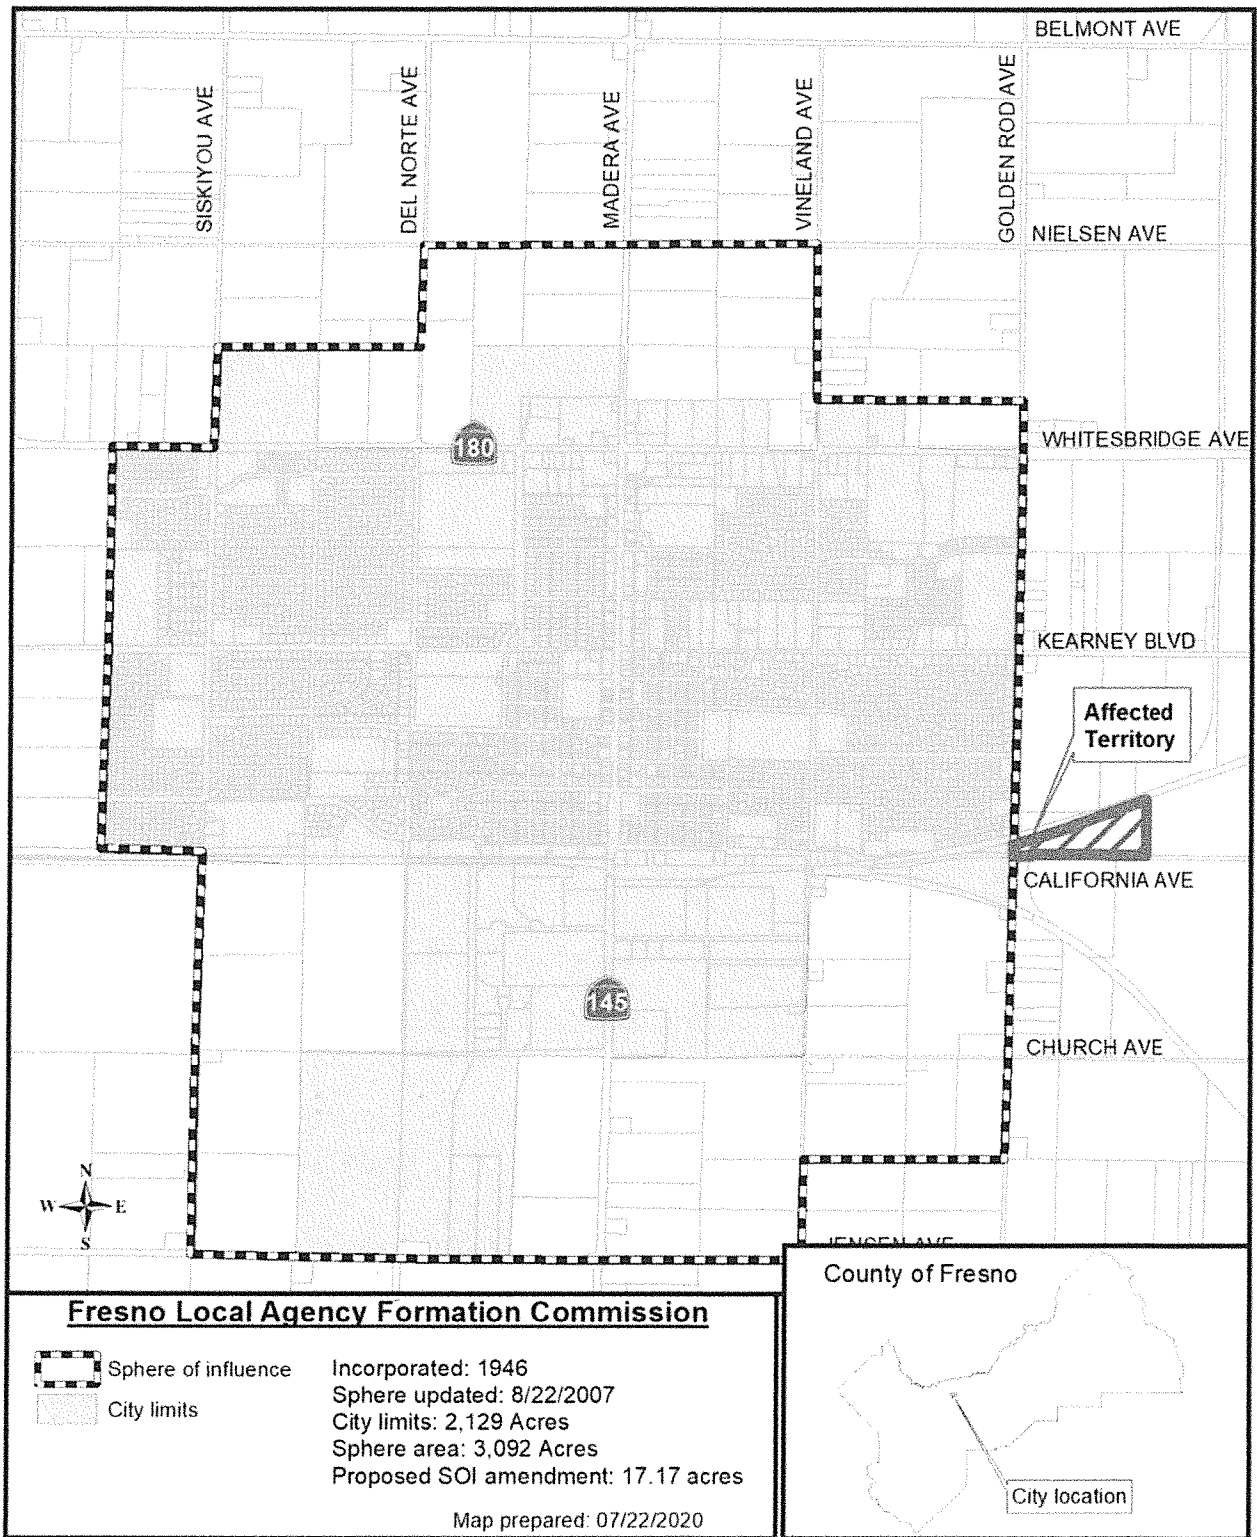 BELMONT AVE
SISKIYOU AVE
DEL NORTE AVE
MADERA AVE
VINELAND AVE
GOLDEN ROD AVE
NIELSEN AVE
180
WHITESBRIDGE AVE
KEARNEY BLVD
Affected
Territory
CALIFORNIA AVE
145
CHURCH AVE
N
W E
S
JENSEN AVE
County of Fresno
City location
Fresno Local Agency Formation Commission
Sphere of influence
City limits
Incorporated: 1946
Sphere updated: 8/22/2007
City limits: 2,129 Acres
Sphere area: 3,092 Acres
Proposed SOI amendment: 17.17 acres
Map prepared: 07/22/2020